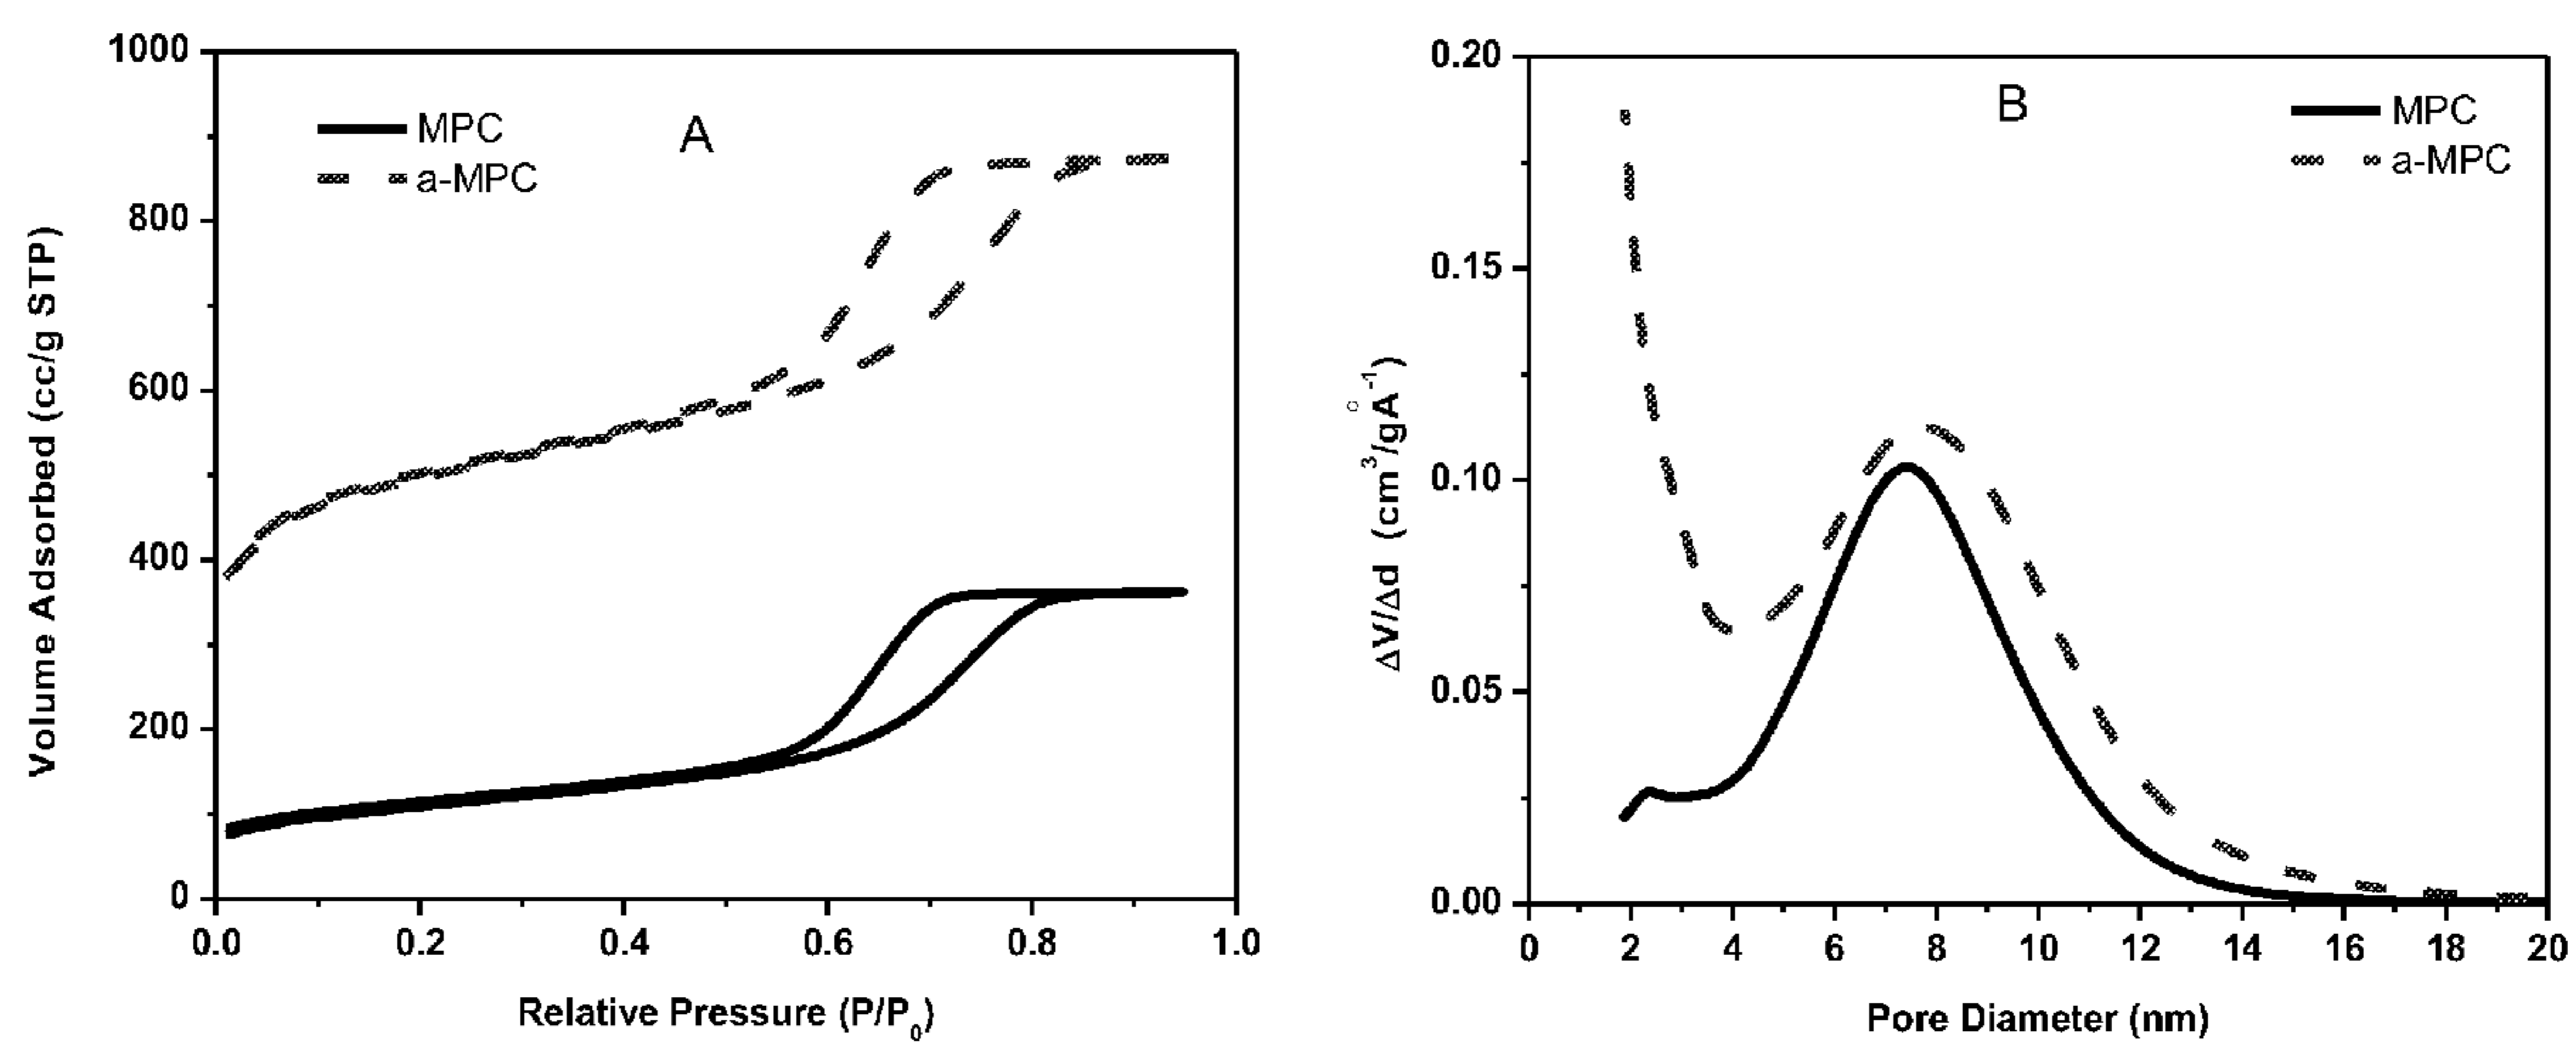 A
MPC
a-MPC
Volume Adsorbed (cc/g STP)
1000
800
600
400
200
0
0.0 0.2 0.4 0.6 0.8 1.0
Relative Pressure (P/P₀)
B
MPC
a-MPC
ΔV/Δd (cm³/gÅ⁻¹)
0.20
0.15
0.10
0.05
0.00
0 2 4 6 8 10 12 14 16 18 20
Pore Diameter (nm)